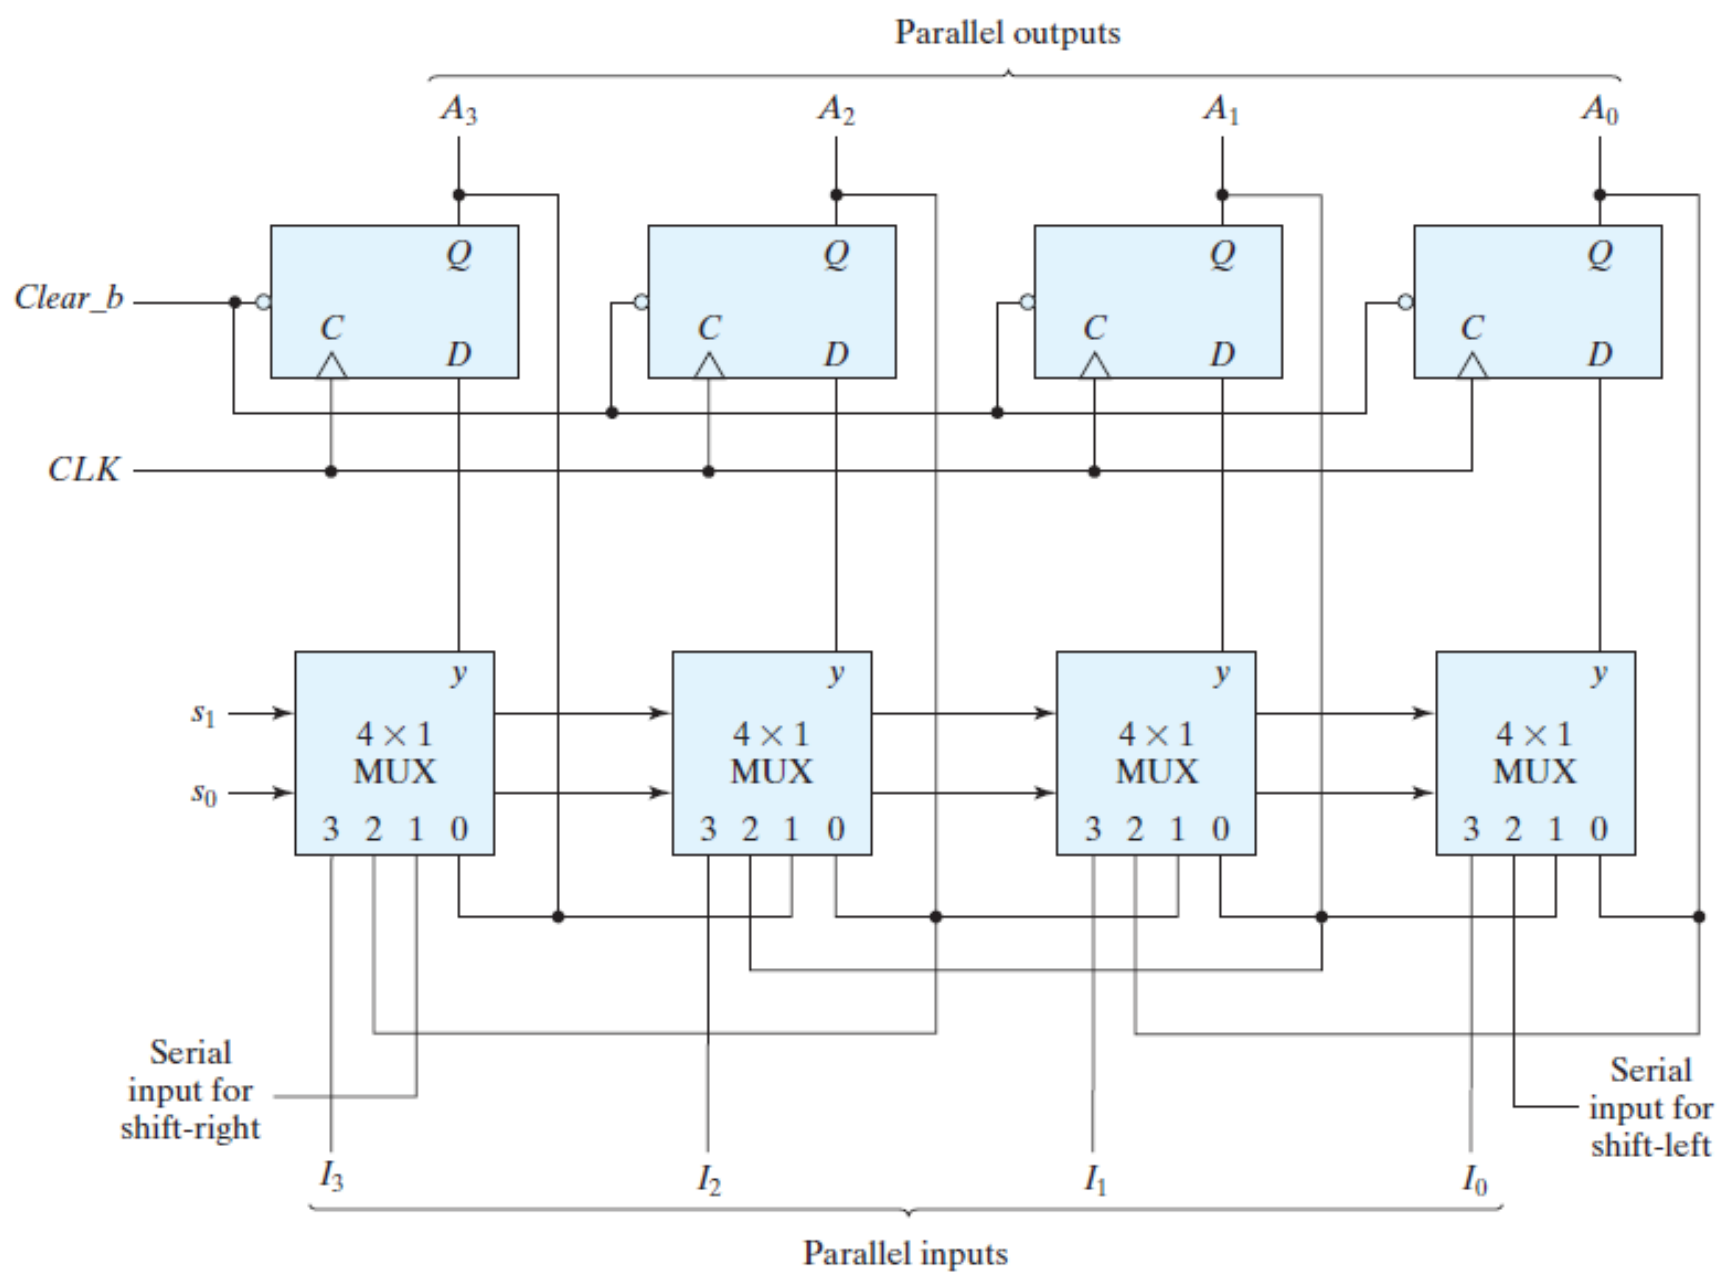 Parallel outputs
A₃ A₂ A₁ A₀
Q Q Q Q
Clear_b
C C C C
D D D D
CLK
y y y y
s₁
4 × 1 4 × 1 4 × 1 4 × 1
MUX MUX MUX MUX
s₀
3 2 1 0 3 2 1 0 3 2 1 0 3 2 1 0
Serial
input for
shift-right
Serial
input for
shift-left
I₃ I₂ I₁ I₀
Parallel inputs